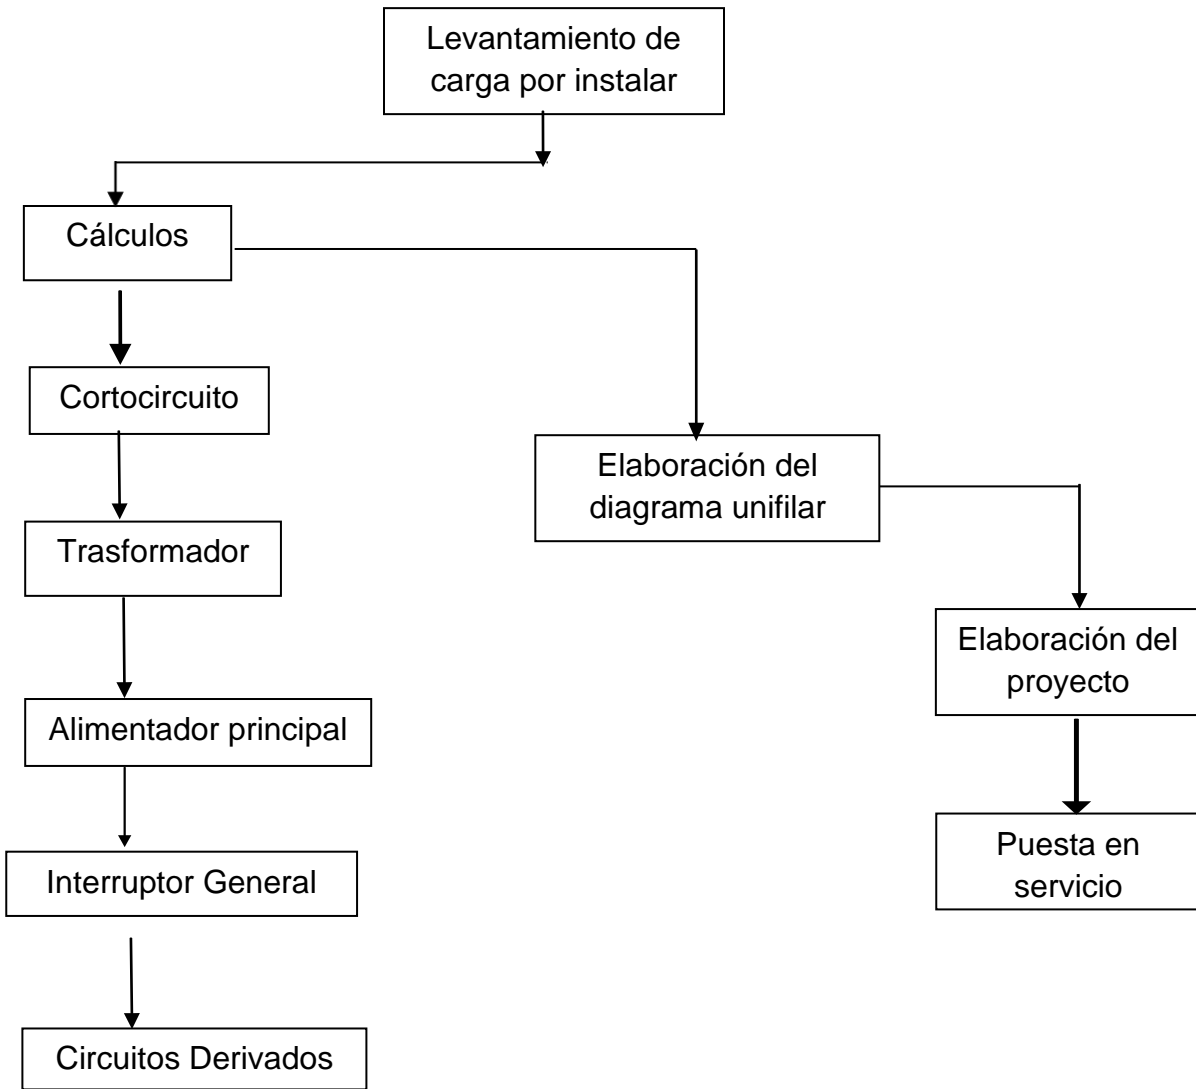 Levantamiento de
carga por instalar
Cálculos
Cortocircuito
Trasformador
Alimentador principal
Interruptor General
Circuitos Derivados
Elaboración del
diagrama unifilar
Elaboración del
proyecto
Puesta en
servicio